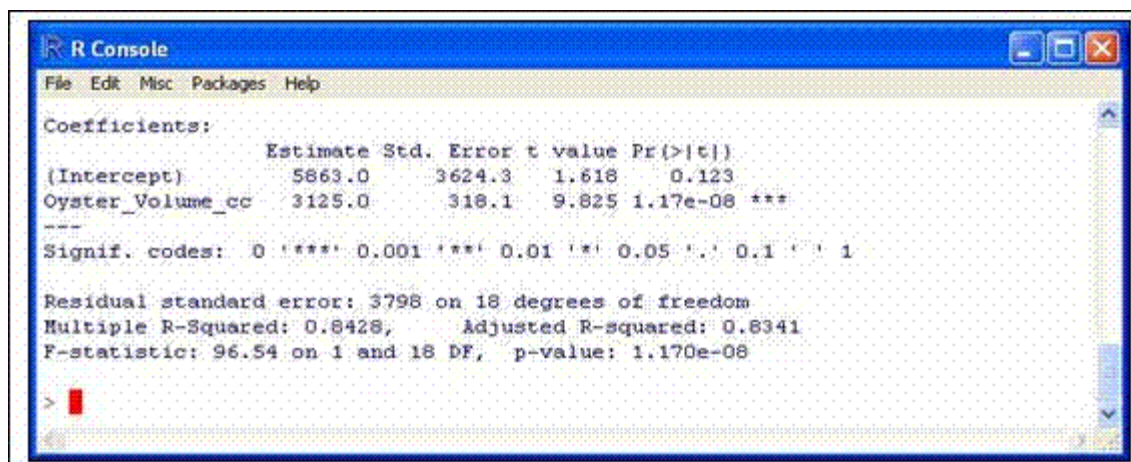 R Console
File Edit Misc Packages Help
Coefficients:
Estimate Std. Error t value Pr(>|t|)
(Intercept) 5863.0 3624.3 1.618 0.123
Oyster_Volume_cc 3125.0 318.1 9.825 1.17e-08 ***
---
Signif. codes: 0 '***' 0.001 '**' 0.01 '*' 0.05 '.' 0.1 ' ' 1
Residual standard error: 3798 on 18 degrees of freedom
Multiple R-Squared: 0.8428, Adjusted R-squared: 0.8341
F-statistic: 96.54 on 1 and 18 DF, p-value: 1.170e-08
>